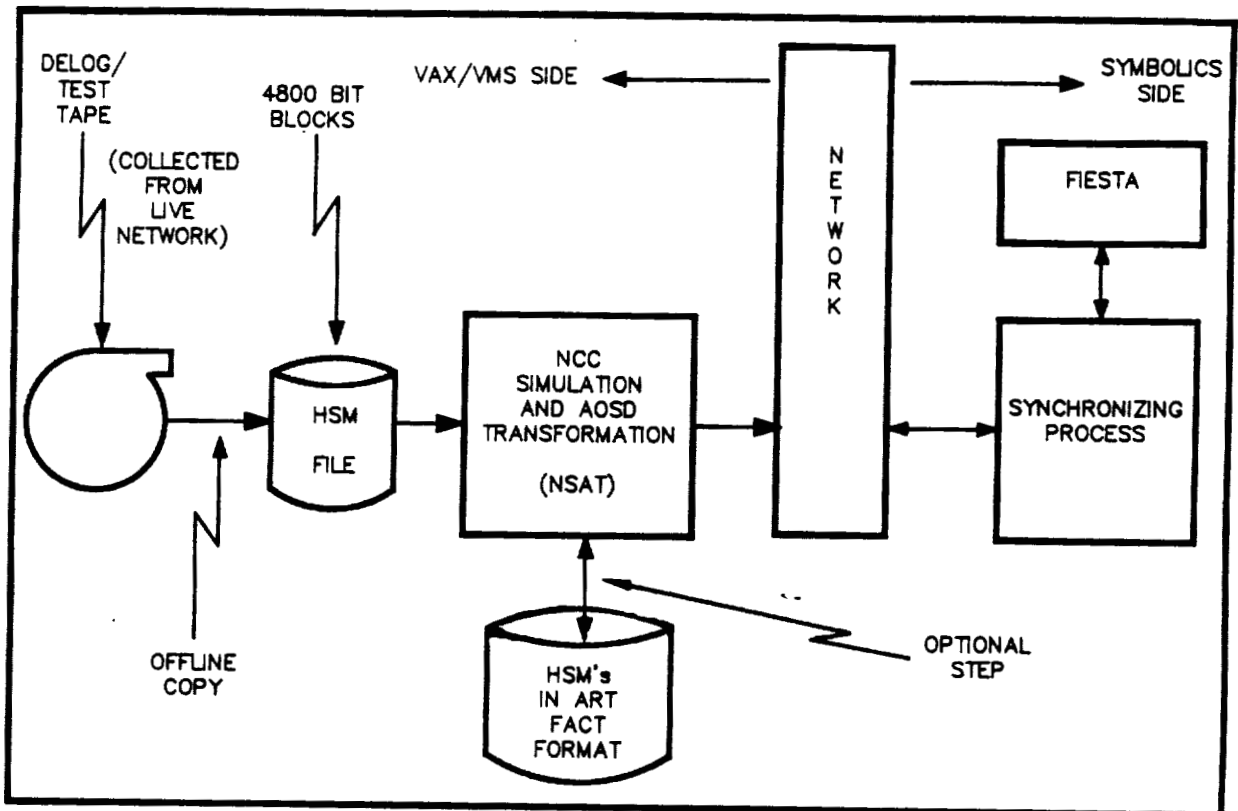 DELOG/
TEST
TAPE
(COLLECTED
FROM
LIVE
NETWORK)
4800 BIT
BLOCKS
VAX/VMS SIDE
SYMBOLICS
SIDE
NETWORK
FIESTA
HSM
FILE
NCC
SIMULATION
AND AOSD
TRANSFORMATION
(NSAT)
SYNCHRONIZING
PROCESS
OFFLINE
COPY
HSM's
IN ART
FACT
FORMAT
OPTIONAL
STEP